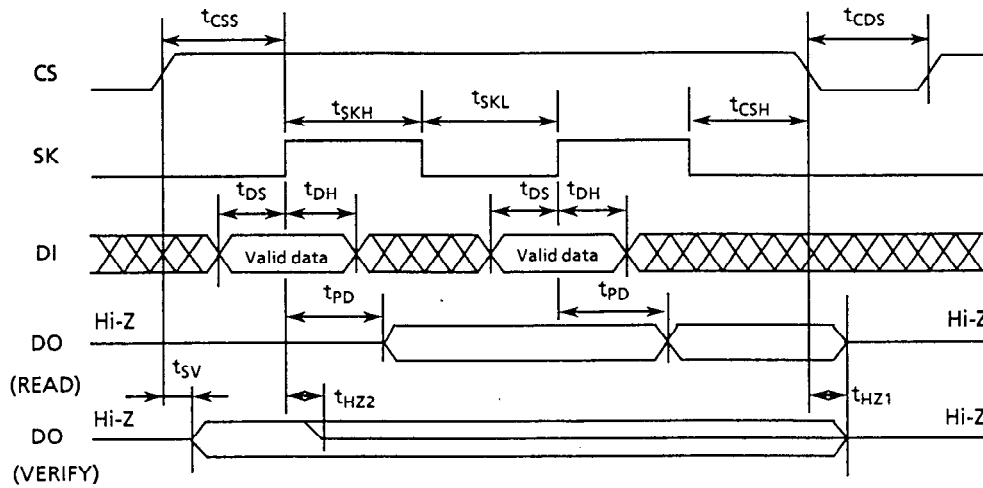 tCSS tCDS
CS
tSKH tSKL tCSH
SK
tDS tDH tDS tDH
DI Valid data Valid data
tPD tPD
Hi-Z Hi-Z
DO
(READ)
tSV tHZ2 tHZ1
Hi-Z Hi-Z
DO
(VERIFY)